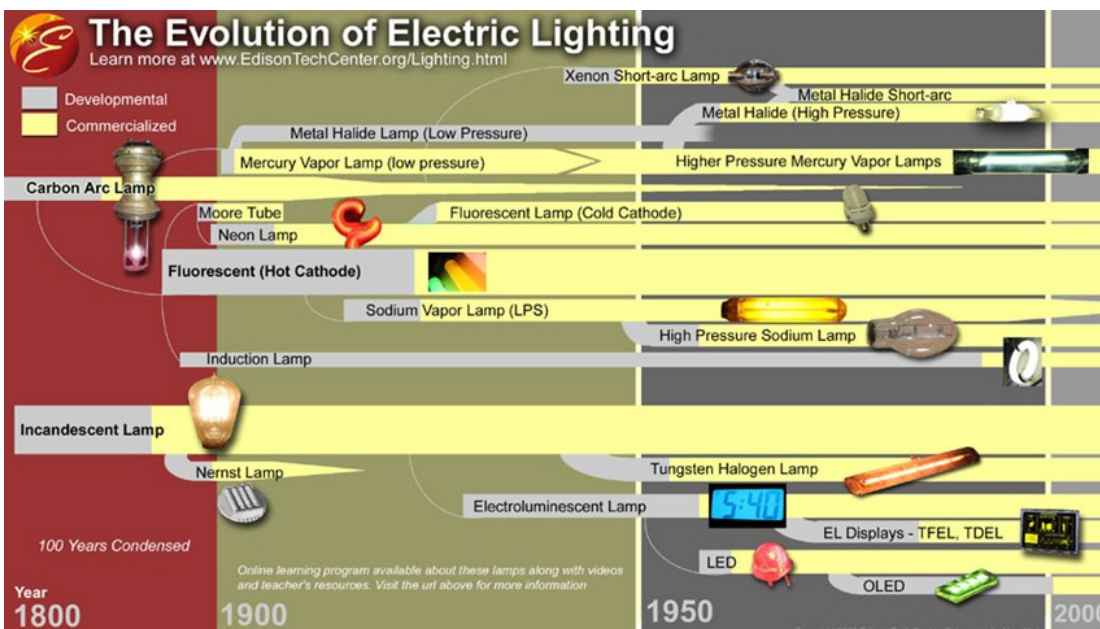 The Evolution of Electric Lighting
Learn more at www.EdisonTechCenter.org/Lighting.html
Developmental
Commercialized
Xenon Short-arc Lamp
Metal Halide Short-arc
Metal Halide (High Pressure)
Metal Halide Lamp (Low Pressure)
Mercury Vapor Lamp (low pressure)
Higher Pressure Mercury Vapor Lamps
Carbon Arc Lamp
Moore Tube
Fluorescent Lamp (Cold Cathode)
Neon Lamp
Fluorescent (Hot Cathode)
Sodium Vapor Lamp (LPS)
High Pressure Sodium Lamp
Induction Lamp
Incandescent Lamp
Nernst Lamp
Tungsten Halogen Lamp
Electroluminescent Lamp
5:40
EL Displays - TFEL, TDEL
LED
OLED
100 Years Condensed
Online learning program available about these lamps along with videos
and teacher's resources. Visit the url above for more information
Year
1800
1900
1950
2000